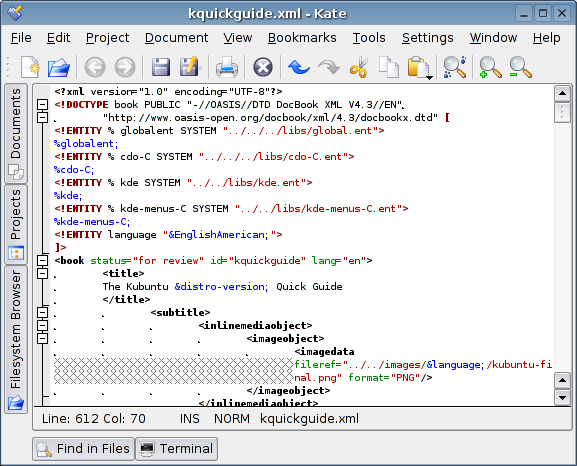 kquickguide.xml - Kate
File Edit Project Document View Bookmarks Tools Settings Window Help
Documents
Projects
Filesystem Browser
<?xml version="1.0" encoding="UTF-8"?>
<!DOCTYPE book PUBLIC "-//OASIS//DTD DocBook XML V4.3//EN"
"http://www.oasis-open.org/docbook/xml/4.3/docbookx.dtd" [
<!ENTITY % globalent SYSTEM "../../../libs/global.ent">
%globalent;
<!ENTITY % cdo-C SYSTEM "../../../libs/cdo-C.ent">
%cdo-C;
<!ENTITY % kde SYSTEM "../../libs/kde.ent">
%kde;
<!ENTITY % kde-menus-C SYSTEM "../../libs/kde-menus-C.ent">
%kde-menus-C;
<!ENTITY language "&EnglishAmerican;">
]>
<book status="for review" id="kquickguide" lang="en">
<title>
The Kubuntu &distro-version; Quick Guide
</title>
<subtitle>
<inlinemediaobject>
<imageobject>
<imagedata
fileref="../../images/&language;/kubuntu-fi
nal.png" format="PNG"/>
</imageobject>
</inlinemediaobject>
Line: 612 Col: 70 INS NORM kquickguide.xml
Find in Files Terminal